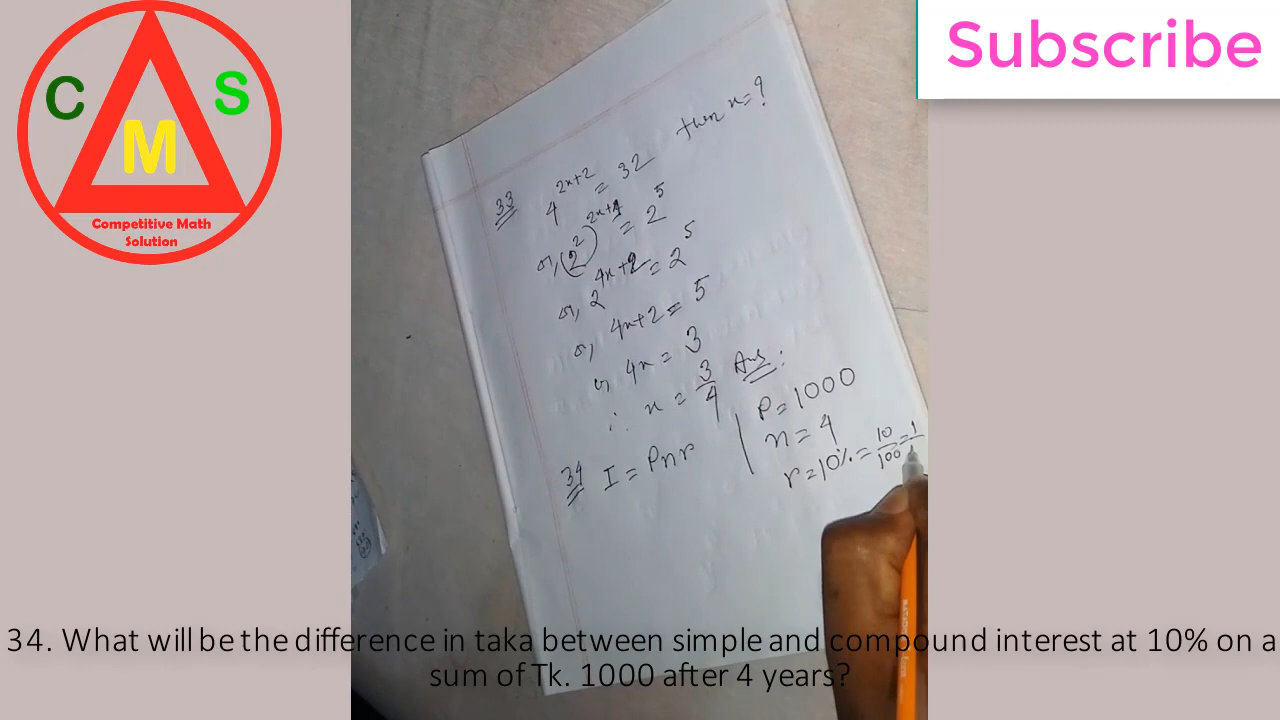 C S
M
Competitive Math
Solution
Subscribe
33 4^(2x+2) = 32 then x=?
or, (2^2)^(2x+1) = 2^5
or, 2^(4x+2) = 2^5
or, 4x+2 = 5
or 4x = 3
∴ x = 3/4 Ans:
34 I = Pnr
P = 1000
n = 4
r = 10% = 10/100 = 1/1
34. What will be the difference in taka between simple and compound interest at 10% on a
sum of Tk. 1000 after 4 years?